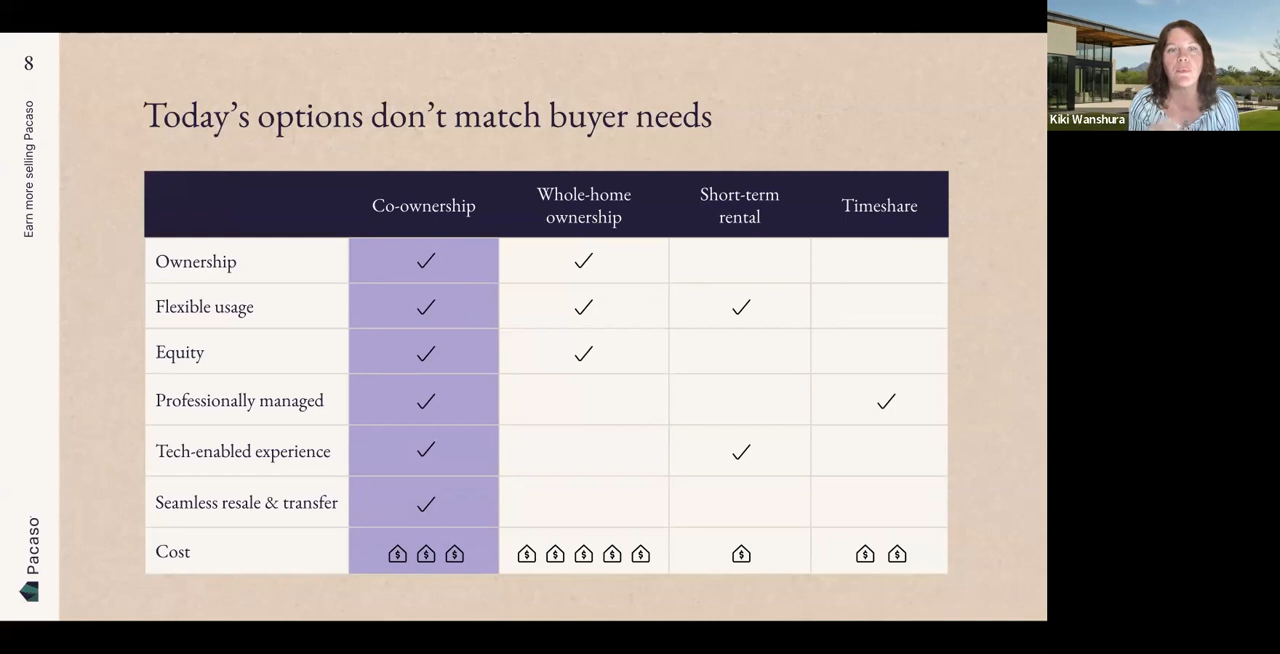 8
Earn more selling Pacaso
Pacaso
Today's options don't match buyer needs
Co-ownership
Whole-home
ownership
Short-term
rental
Timeshare
Ownership ✓ ✓
Flexible usage ✓ ✓ ✓
Equity ✓ ✓
Professionally managed ✓ ✓
Tech-enabled experience ✓ ✓
Seamless resale & transfer ✓
Cost $ $ $ $ $ $ $ $ $ $ $
Kiki Wanshura